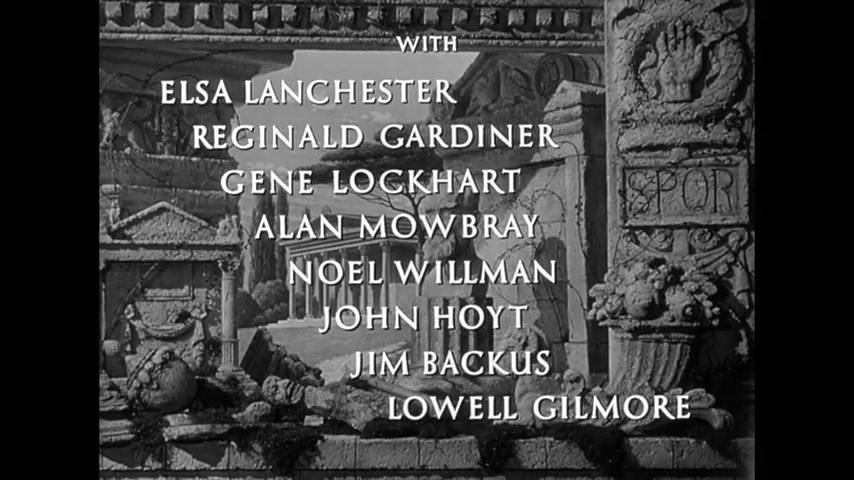 WITH
ELSA LANCHESTER
REGINALD GARDINER
GENE LOCKHART
ALAN MOWBRAY
SPQR
NOEL WILLMAN
JOHN HOYT
JIM BACKUS
LOWELL GILMORE